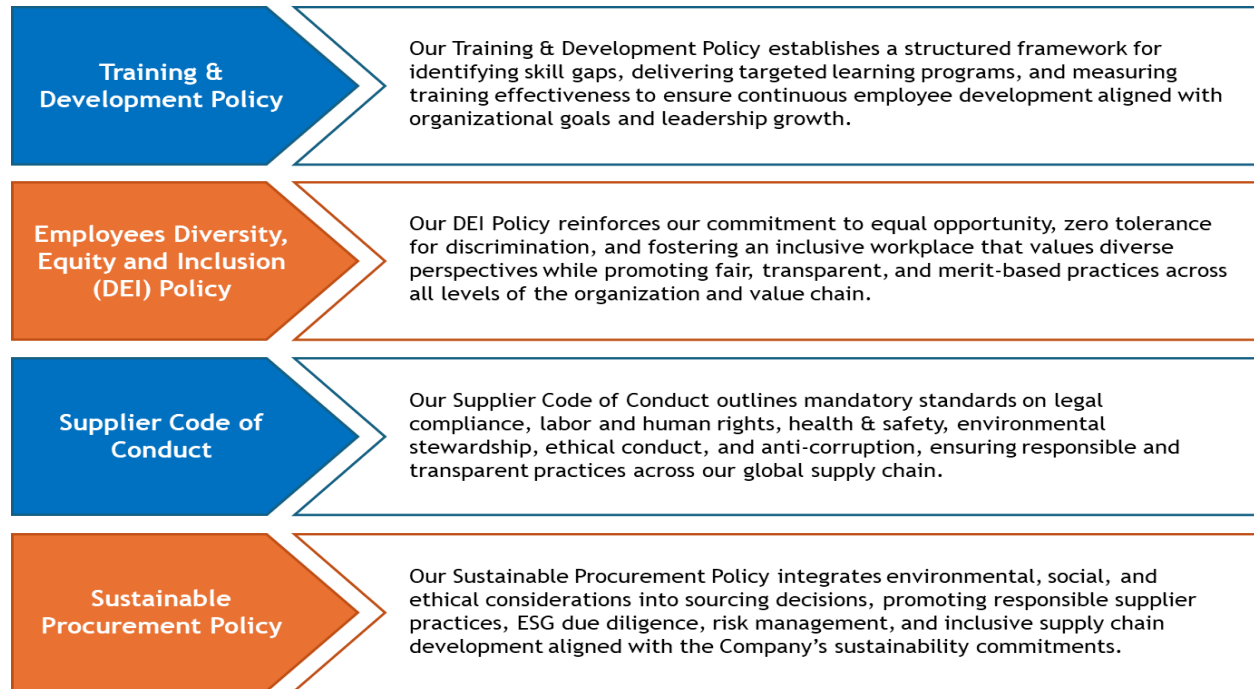 Training &
Development Policy
Our Training & Development Policy establishes a structured framework for
identifying skill gaps, delivering targeted learning programs, and measuring
training effectiveness to ensure continuous employee development aligned with
organizational goals and leadership growth.
Employees Diversity,
Equity and Inclusion
(DEI) Policy
Our DEI Policy reinforces our commitment to equal opportunity, zero tolerance
for discrimination, and fostering an inclusive workplace that values diverse
perspectives while promoting fair, transparent, and merit-based practices across
all levels of the organization and value chain.
Supplier Code of
Conduct
Our Supplier Code of Conduct outlines mandatory standards on legal
compliance, labor and human rights, health & safety, environmental
stewardship, ethical conduct, and anti-corruption, ensuring responsible and
transparent practices across our global supply chain.
Sustainable
Procurement Policy
Our Sustainable Procurement Policy integrates environmental, social, and
ethical considerations into sourcing decisions, promoting responsible supplier
practices, ESG due diligence, risk management, and inclusive supply chain
development aligned with the Company’s sustainability commitments.